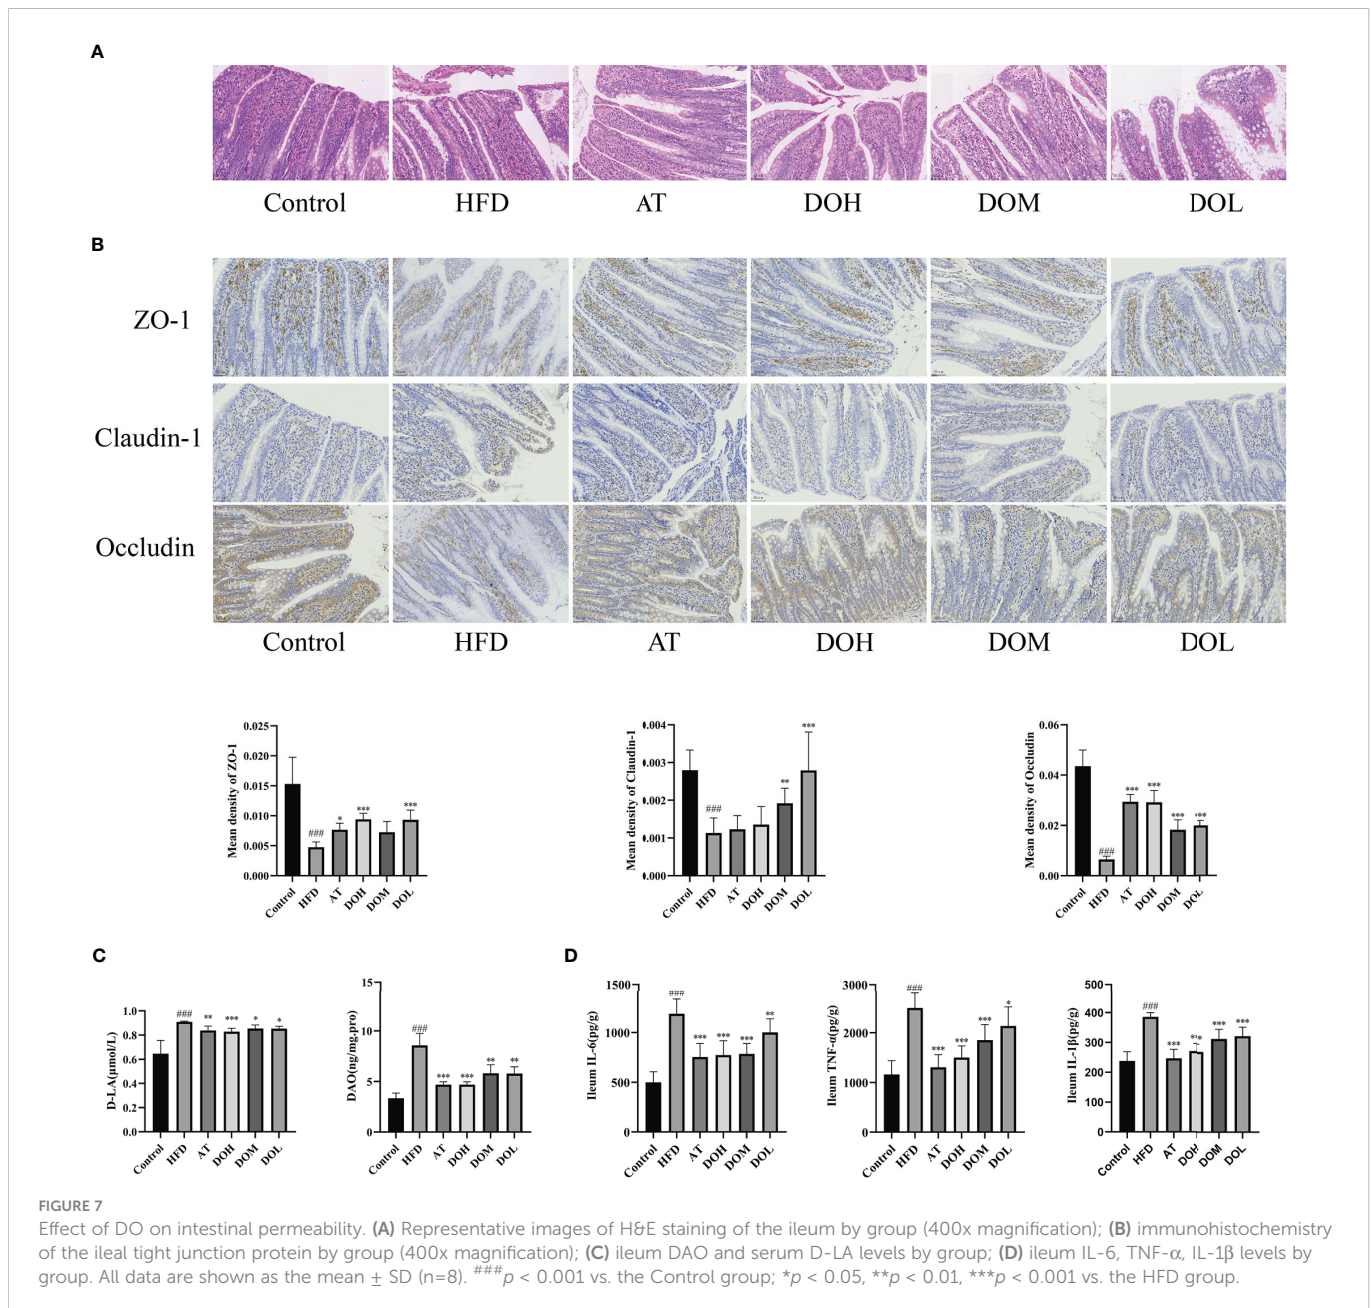 A
Control HFD AT DOH DOM DOL
B
ZO-1
Claudin-1
Occludin
Control HFD AT DOH DOM DOL
Mean density of ZO-1
0.025
0.020
0.015
0.010
0.005
0.000
###
*
***
***
Control HFD AT DOH DOM DOL
Mean density of Claudin-1
0.004
0.003
0.002
0.001
0.000
###
**
***
Control HFD AT DOH DOM DOL
Mean density of Occludin
0.06
0.04
0.02
0.00
###
***
***
***
***
Control HFD AT DOH DOM DOL
C
D-LA(μmol/L)
1.0
0.8
0.6
0.4
0.2
0.0
###
**
***
*
*
Control HFD AT DOH DOM DOL
DAO(ng/mgpro)
15
10
5
0
###
***
***
**
**
Control HFD AT DOH DOM DOL
D
Ileum IL-6(pg/g)
1500
1000
500
0
###
***
***
***
**
Control HFD AT DOH DOM DOL
Ileum TNF-α(pg/g)
3000
2000
1000
0
###
***
***
***
*
Control HFD AT DOH DOM DOL
Ileum IL-1β(pg/g)
500
400
300
200
100
0
###
***
***
***
***
Control HFD AT DOH DOM DOL
FIGURE 7
Effect of DO on intestinal permeability. (A) Representative images of H&E staining of the ileum by group (400x magnification); (B) immunohistochemistry
of the ileal tight junction protein by group (400x magnification); (C) ileum DAO and serum D-LA levels by group; (D) ileum IL-6, TNF-α, IL-1β levels by
group. All data are shown as the mean ± SD (n=8). ###p < 0.001 vs. the Control group; *p < 0.05, **p < 0.01, ***p < 0.001 vs. the HFD group.